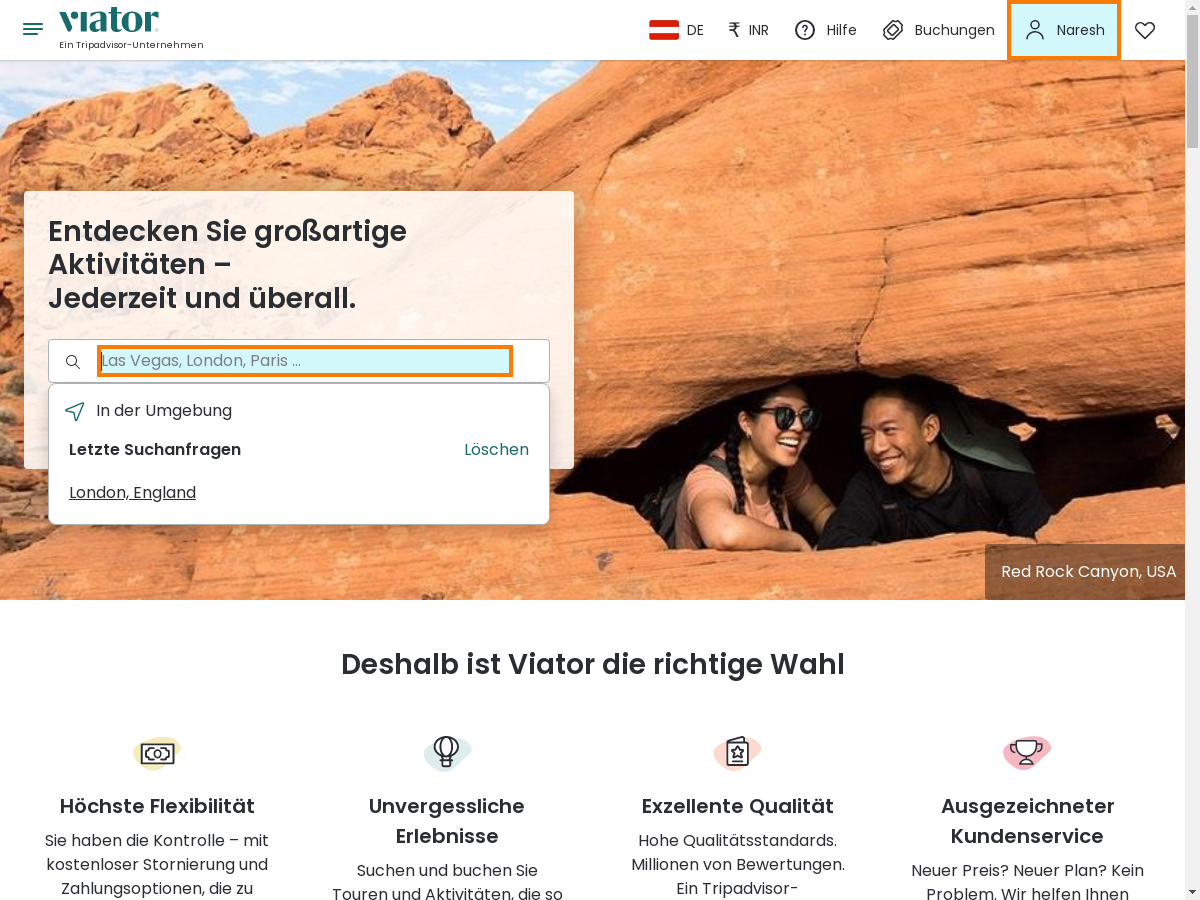 viator
Ein Tripadvisor-Unternehmen
DE
₹ INR
Hilfe
Buchungen
Naresh
Entdecken Sie großartige
Aktivitäten –
Jederzeit und überall.
Las Vegas, London, Paris ...
In der Umgebung
Letzte Suchanfragen
Löschen
London, England
Red Rock Canyon, USA
Deshalb ist Viator die richtige Wahl
Höchste Flexibilität
Sie haben die Kontrolle – mit
kostenloser Stornierung und
Zahlungsoptionen, die zu
Unvergessliche
Erlebnisse
Suchen und buchen Sie
Touren und Aktivitäten, die so
Exzellente Qualität
Hohe Qualitätsstandards.
Millionen von Bewertungen.
Ein Tripadvisor-
Ausgezeichneter
Kundenservice
Neuer Preis? Neuer Plan? Kein
Problem. Wir helfen Ihnen